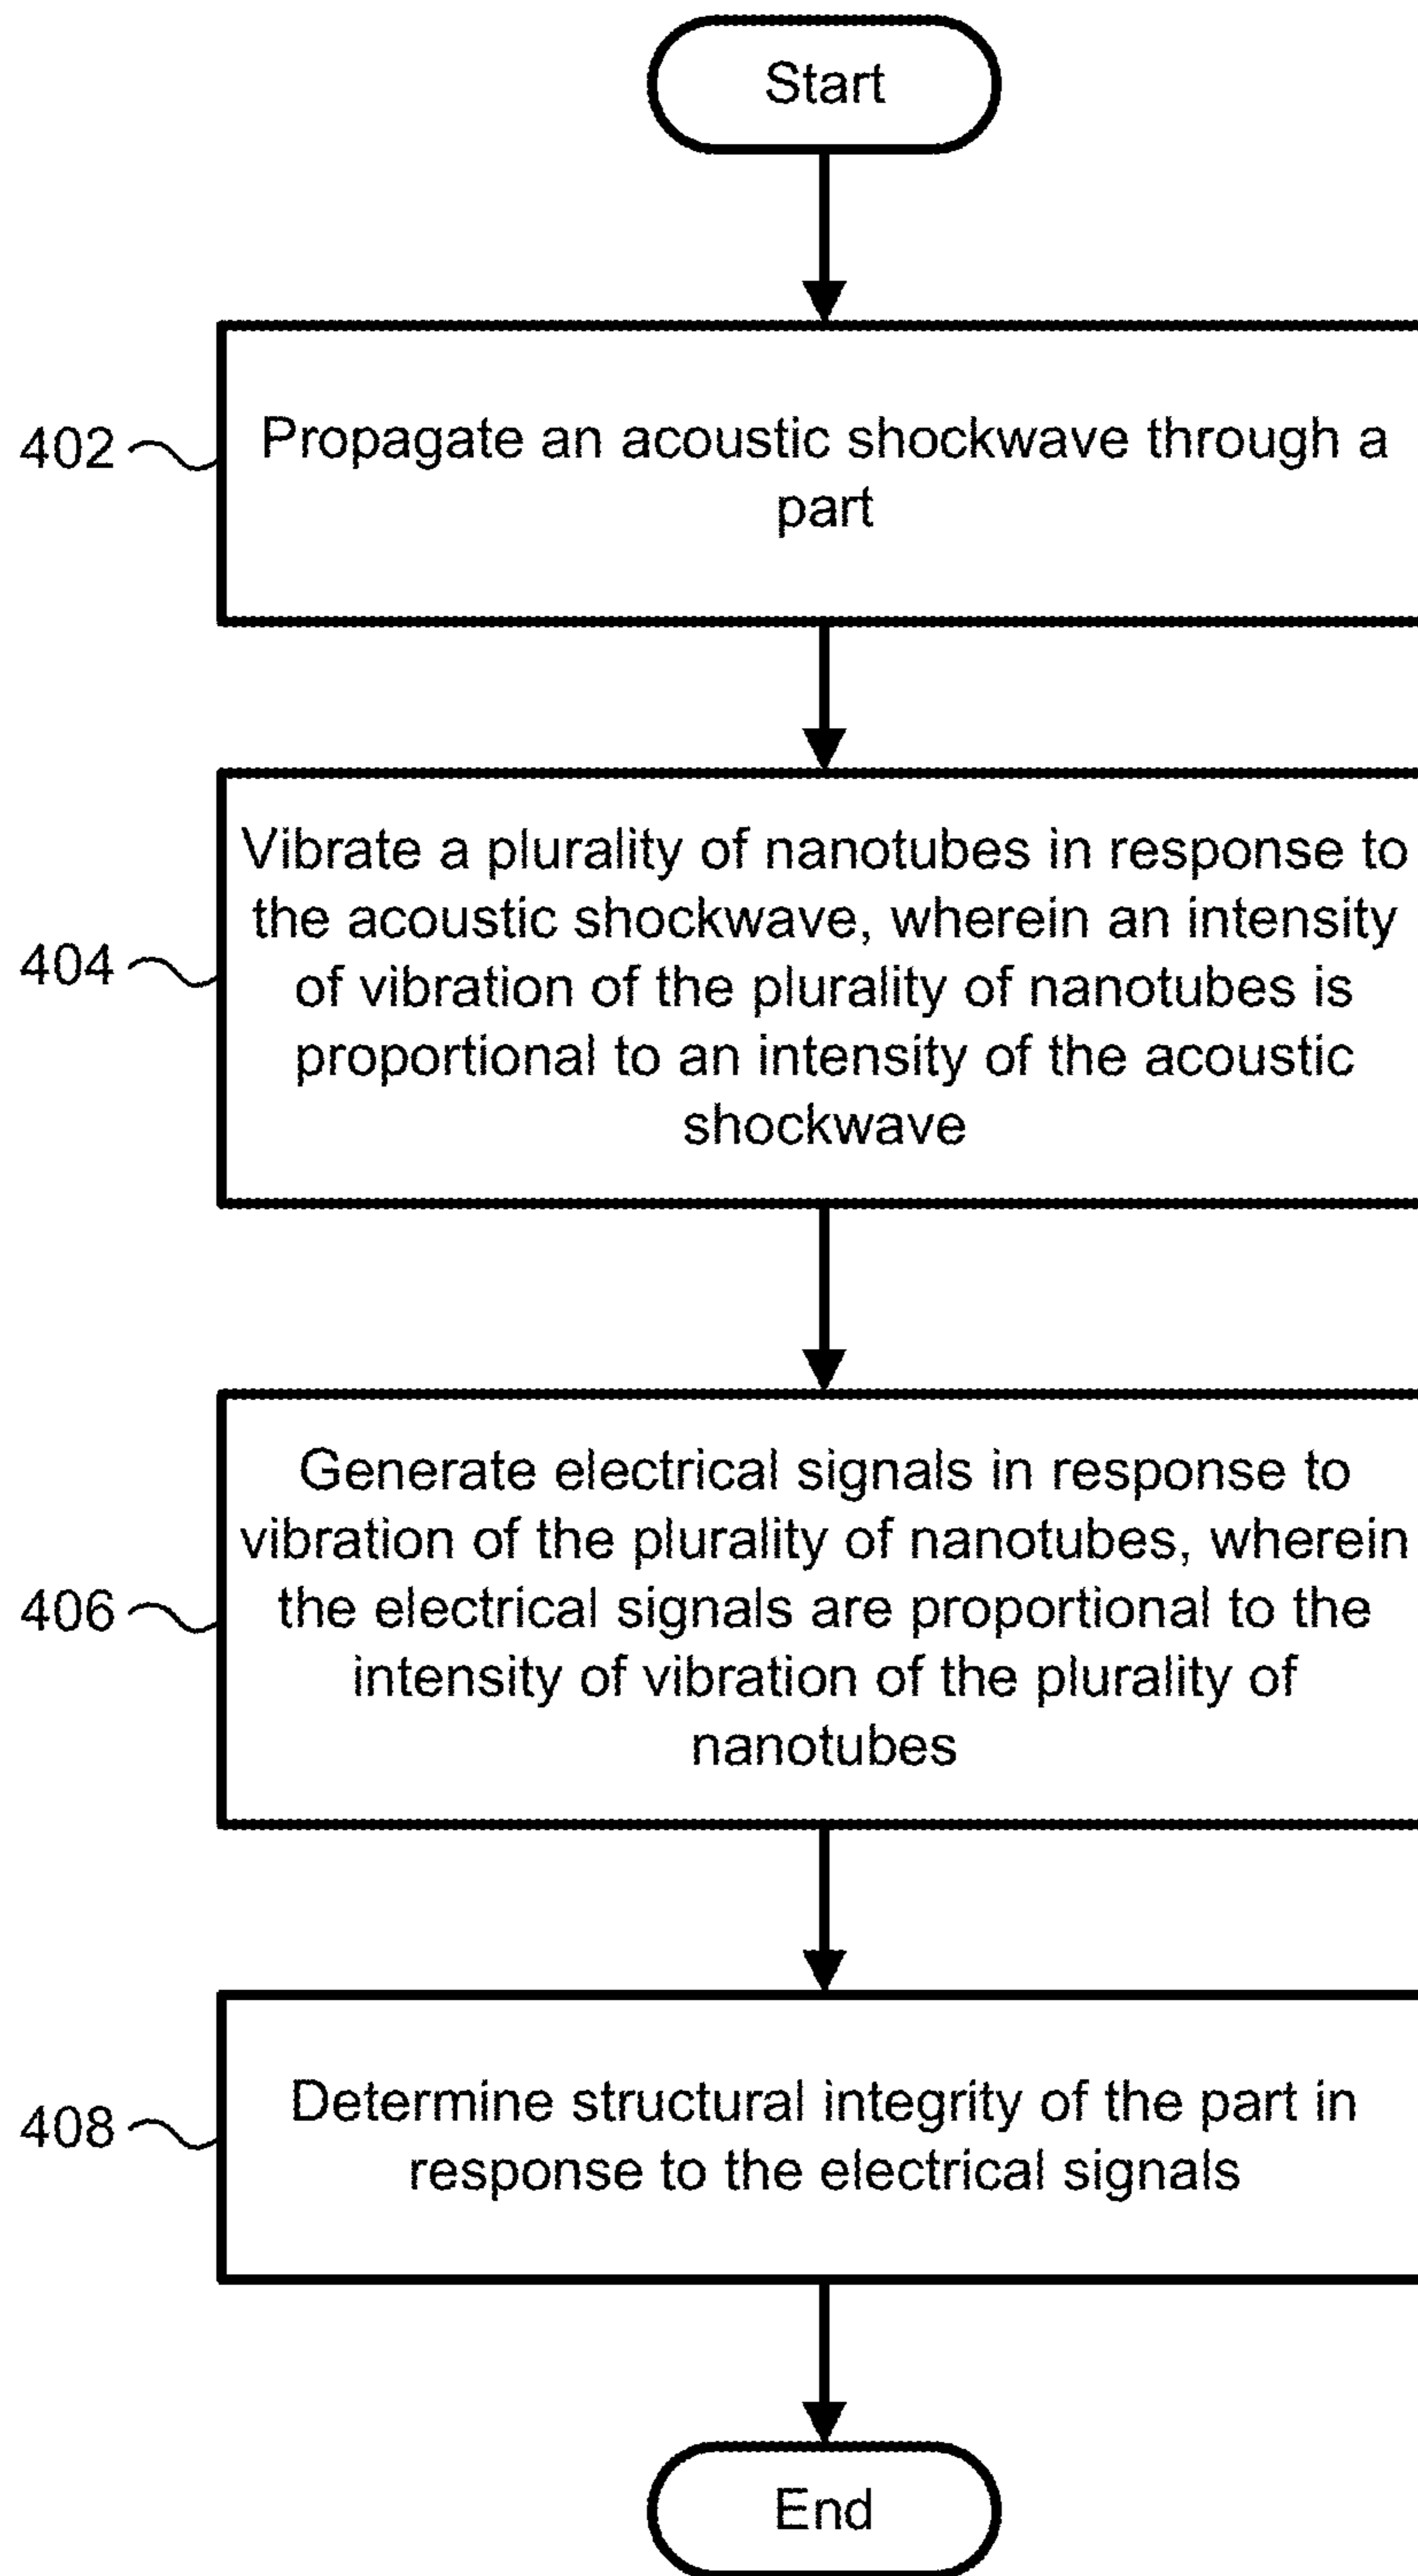 Start
402
Propagate an acoustic shockwave through a
part
404
Vibrate a plurality of nanotubes in response to
the acoustic shockwave, wherein an intensity
of vibration of the plurality of nanotubes is
proportional to an intensity of the acoustic
shockwave
406
Generate electrical signals in response to
vibration of the plurality of nanotubes, wherein
the electrical signals are proportional to the
intensity of vibration of the plurality of
nanotubes
408
Determine structural integrity of the part in
response to the electrical signals
End